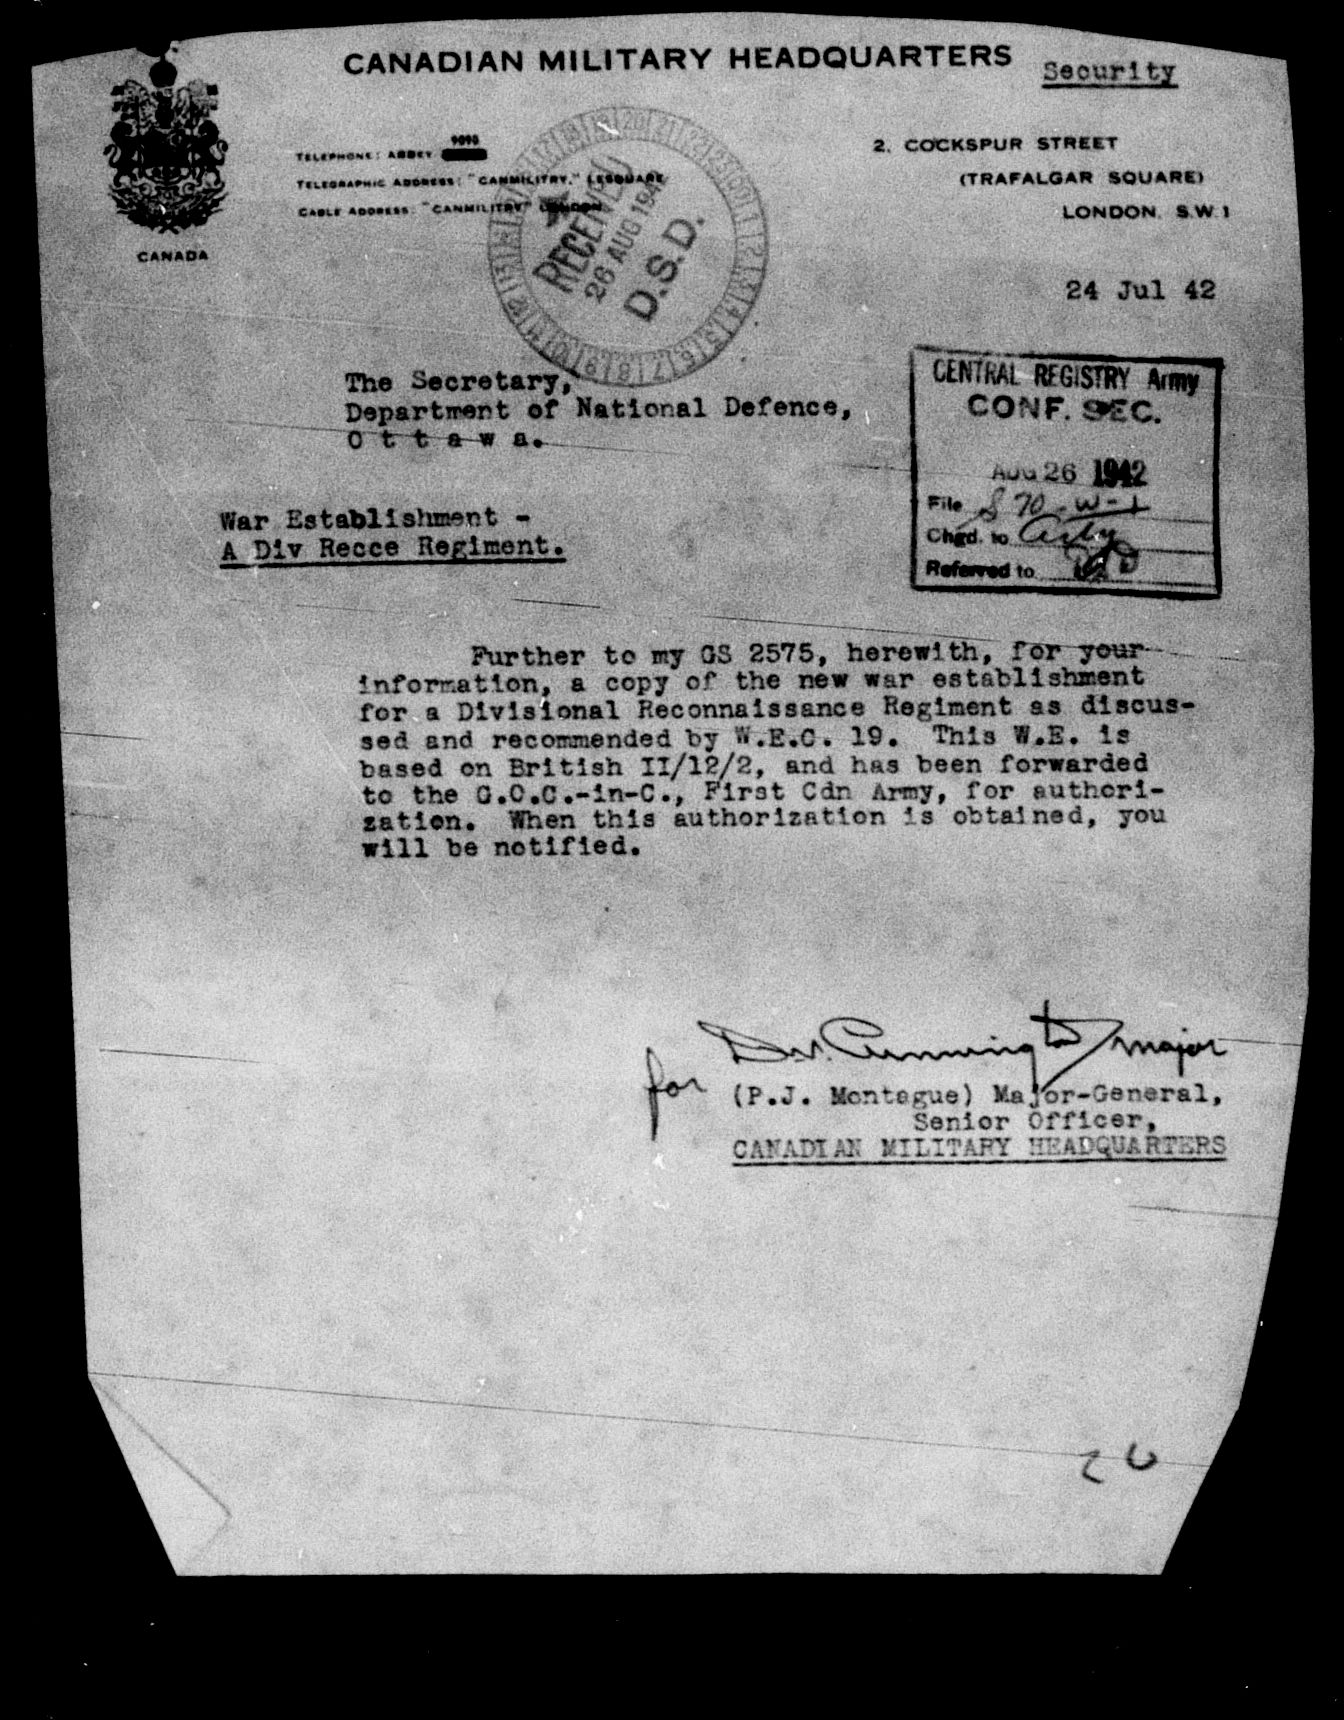 CANADIAN MILITARY HEADQUARTERS
Security
CANADA
TELEPHONE: ABBEY 9090
TELEGRAPHIC ADDRESS: "CANMILITRY," LESQUARE
CABLE ADDRESS: "CANMILITRY" LONDON
2, COCKSPUR STREET
(TRAFALGAR SQUARE)
LONDON, S.W.1
RECEIVED
26 AUG 1942
D.S.D.
24 Jul 42
The Secretary,
Department of National Defence,
O t t a w a.
CENTRAL REGISTRY Army
CONF. SEC.
AUG 26 1942
File S 70-W-1
Chgd. to
Referred to
War Establishment -
A Div Recce Regiment.
Further to my GS 2575, herewith, for your
information, a copy of the new war establishment
for a Divisional Reconnaissance Regiment as discus-
sed and recommended by W.E.C. 19. This W.E. is
based on British II/12/2, and has been forwarded
to the G.O.C.-in-C., First Cdn Army, for authori-
zation. When this authorization is obtained, you
will be notified.
major
for (P.J. Montague) Major-General,
Senior Officer,
CANADIAN MILITARY HEADQUARTERS